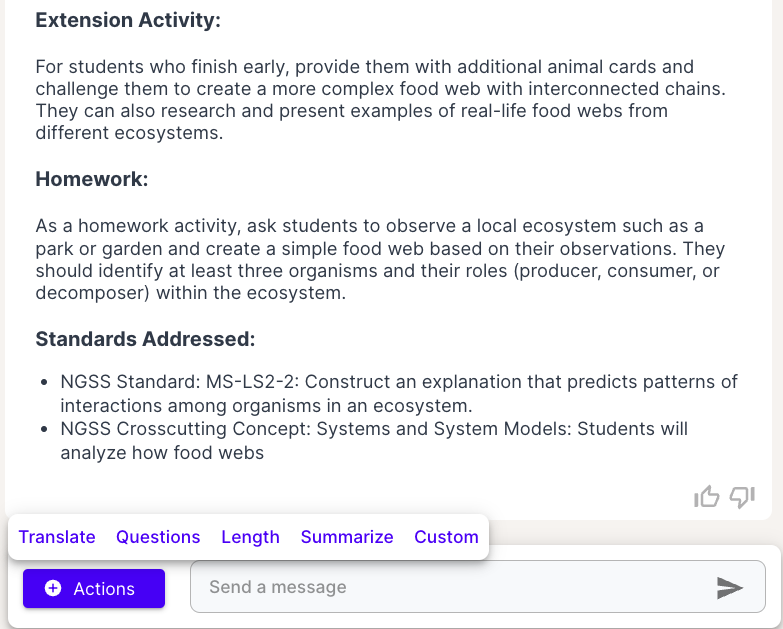 Extension Activity:
For students who finish early, provide them with additional animal cards and
challenge them to create a more complex food web with interconnected chains.
They can also research and present examples of real-life food webs from
different ecosystems.
Homework:
As a homework activity, ask students to observe a local ecosystem such as a
park or garden and create a simple food web based on their observations. They
should identify at least three organisms and their roles (producer, consumer, or
decomposer) within the ecosystem.
Standards Addressed:
• NGSS Standard: MS-LS2-2: Construct an explanation that predicts patterns of
interactions among organisms in an ecosystem.
• NGSS Crosscutting Concept: Systems and System Models: Students will
analyze how food webs
Translate Questions Length Summarize Custom
Actions Send a message